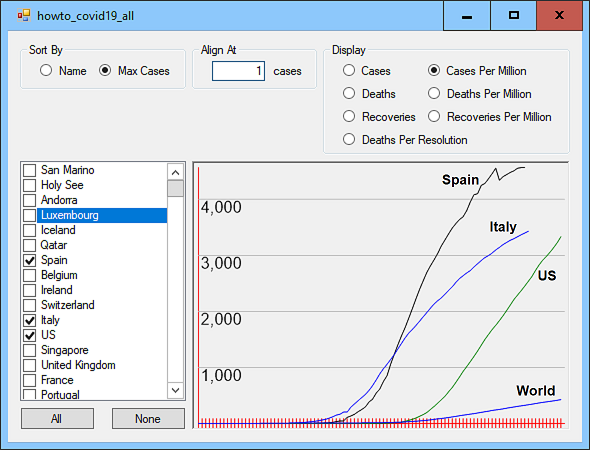 howto_covid19_all
Sort By
Name
Max Cases
Align At
1 cases
Display
Cases
Cases Per Million
Deaths
Deaths Per Million
Recoveries
Recoveries Per Million
Deaths Per Resolution
San Marino
Holy See
Andorra
Luxembourg
Iceland
Qatar
Spain
Belgium
Ireland
Switzerland
Italy
US
Singapore
United Kingdom
France
Portugal
All
None
4,000
3,000
2,000
1,000
Spain
Italy
US
World